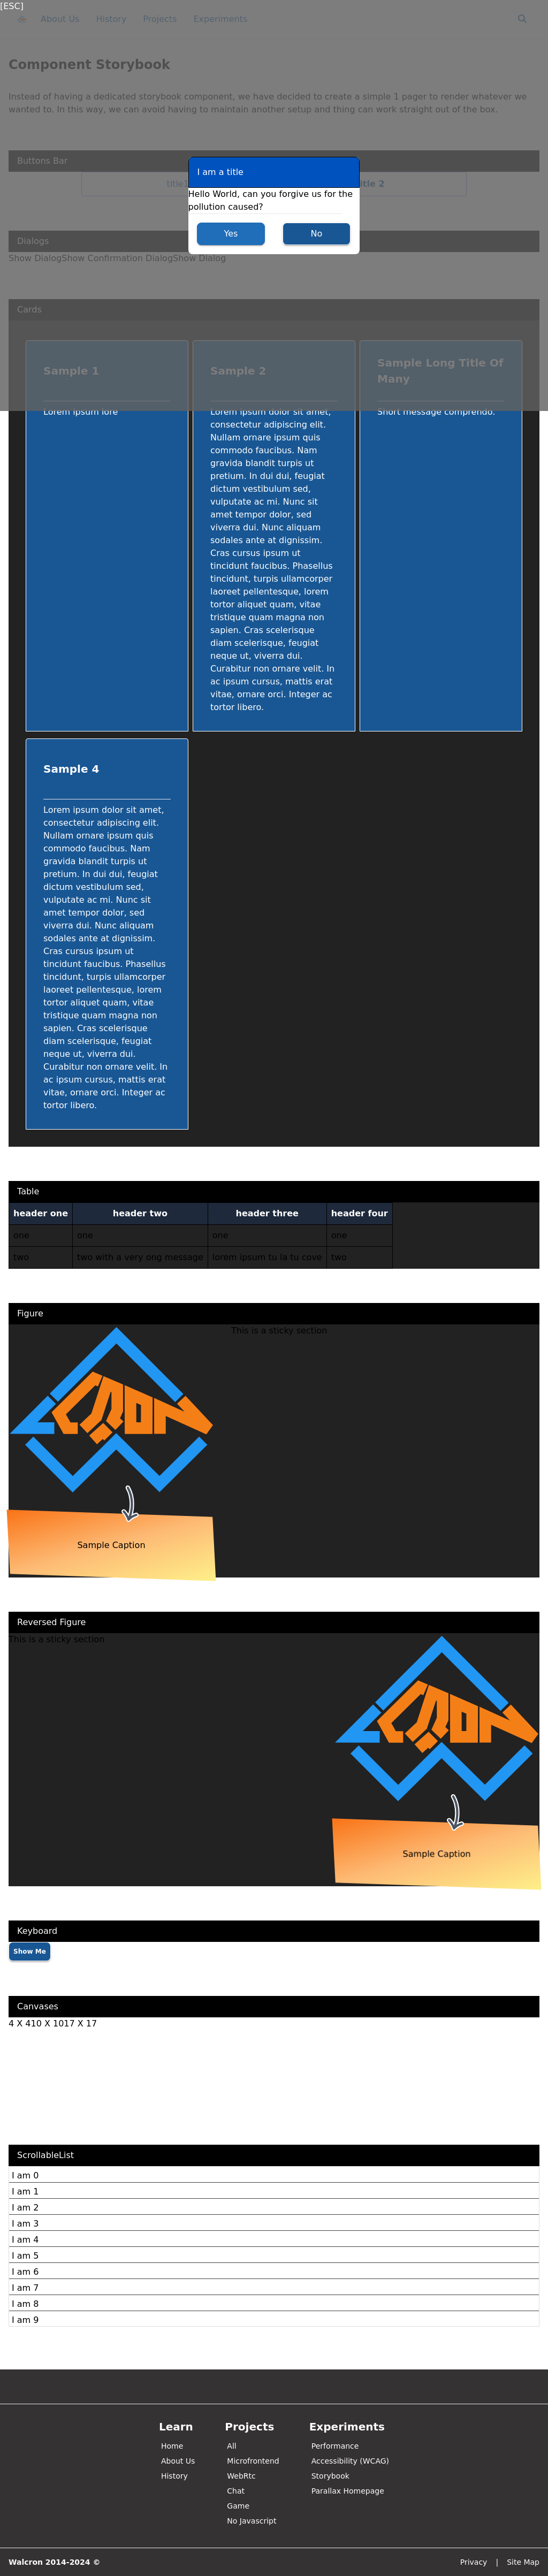 [ESC]
About Us History Projects Experiments
Component Storybook
Instead of having a dedicated storybook component, we have decided to create a simple 1 pager to render whatever we
wanted to. In this way, we can avoid having to maintain another setup and thing can work straight out of the box.
Buttons Bar
title1
title 2
I am a title
Hello World, can you forgive us for the
pollution caused?
Yes No
Dialogs
Show DialogShow Confirmation DialogShow Dialog
Cards
Sample 1
Lorem ipsum lore
Sample 2
Lorem ipsum dolor sit amet,
consectetur adipiscing elit.
Nullam ornare ipsum quis
commodo faucibus. Nam
gravida blandit turpis ut
pretium. In dui dui, feugiat
dictum vestibulum sed,
vulputate ac mi. Nunc sit
amet tempor dolor, sed
viverra dui. Nunc aliquam
sodales ante at dignissim.
Cras cursus ipsum ut
tincidunt faucibus. Phasellus
tincidunt, turpis ullamcorper
laoreet pellentesque, lorem
tortor aliquet quam, vitae
tristique quam magna non
sapien. Cras scelerisque
diam scelerisque, feugiat
neque ut, viverra dui.
Curabitur non ornare velit. In
ac ipsum cursus, mattis erat
vitae, ornare orci. Integer ac
tortor libero.
Sample Long Title Of
Many
Short message comprendo.
Sample 4
Lorem ipsum dolor sit amet,
consectetur adipiscing elit.
Nullam ornare ipsum quis
commodo faucibus. Nam
gravida blandit turpis ut
pretium. In dui dui, feugiat
dictum vestibulum sed,
vulputate ac mi. Nunc sit
amet tempor dolor, sed
viverra dui. Nunc aliquam
sodales ante at dignissim.
Cras cursus ipsum ut
tincidunt faucibus. Phasellus
tincidunt, turpis ullamcorper
laoreet pellentesque, lorem
tortor aliquet quam, vitae
tristique quam magna non
sapien. Cras scelerisque
diam scelerisque, feugiat
neque ut, viverra dui.
Curabitur non ornare velit. In
ac ipsum cursus, mattis erat
vitae, ornare orci. Integer ac
tortor libero.
Table
header one header two header three header four
one one one one
two two with a very ong message lorem ipsum tu la tu cove two
Figure
This is a sticky section
Sample Caption
Reversed Figure
This is a sticky section
Sample Caption
Keyboard
Show Me
Canvases
4 X 410 X 1017 X 17
ScrollableList
I am 0
I am 1
I am 2
I am 3
I am 4
I am 5
I am 6
I am 7
I am 8
I am 9
Learn
Home
About Us
History
Projects
All
Microfrontend
WebRtc
Chat
Game
No Javascript
Experiments
Performance
Accessibility (WCAG)
Storybook
Parallax Homepage
Walcron 2014-2024 ©
Privacy | Site Map